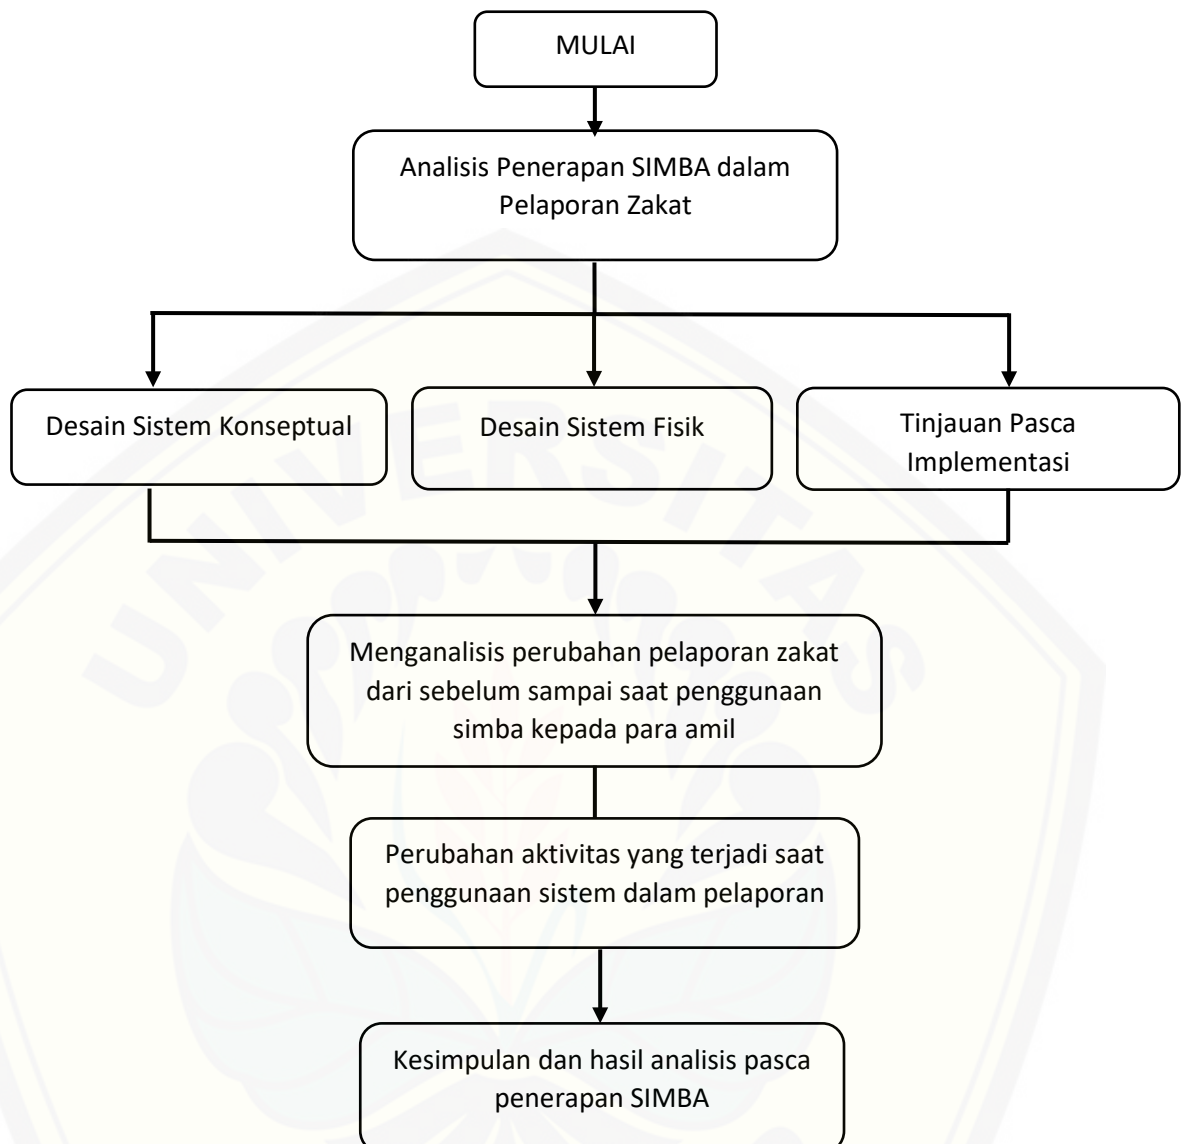 MULAI
Analisis Penerapan SIMBA dalam
Pelaporan Zakat
Desain Sistem Konseptual
Desain Sistem Fisik
Tinjauan Pasca
Implementasi
UNIVERSITAS
Menganalisis perubahan pelaporan zakat
dari sebelum sampai saat penggunaan
simba kepada para amil
Perubahan aktivitas yang terjadi saat
penggunaan sistem dalam pelaporan
Kesimpulan dan hasil analisis pasca
penerapan SIMBA